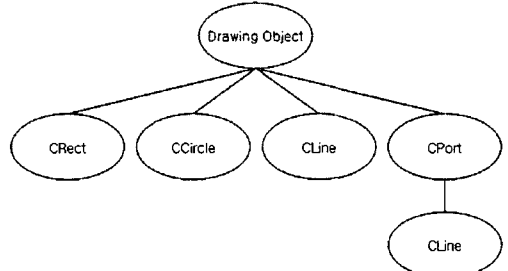 Drawing Object
CRect
CCircle
CLine
CPort
CLine